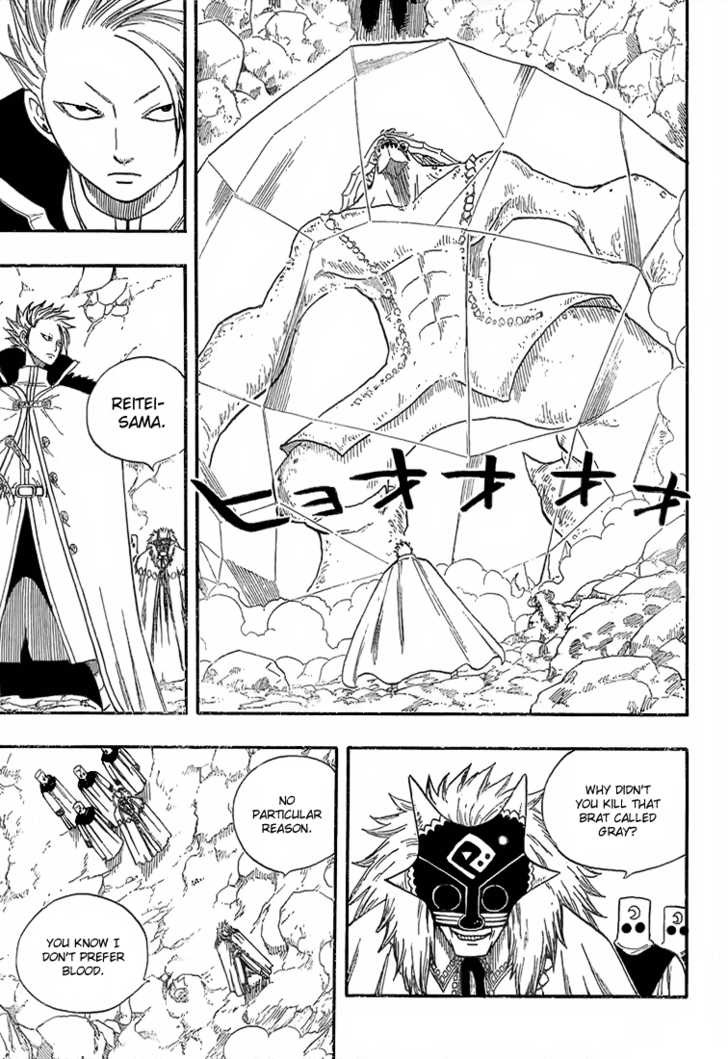 ヒョオオオオ
REITEI-
SAMA.
WHY DIDN'T
YOU KILL THAT
BRAT CALLED
GRAY?
NO
PARTICULAR
REASON.
YOU KNOW I
DON'T PREFER
BLOOD.